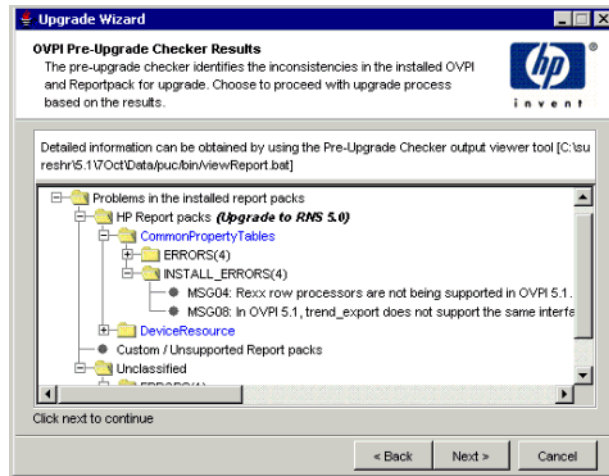 Upgrade Wizard
OVPI Pre-Upgrade Checker Results
The pre-upgrade checker identifies the inconsistencies in the installed OVPI
and Reportpack for upgrade. Choose to proceed with upgrade process
based on the results.
hp
®
i n v e n t
Detailed information can be obtained by using the Pre-Upgrade Checker output viewer tool [C:\su
reshr\5.1\7Oct\Data/puc/bin/viewReport.bat]
Problems in the installed report packs
HP Report packs (Upgrade to RNS 5.0)
CommonPropertyTables
ERRORS(4)
INSTALL_ERRORS(4)
MSG04: Rexx row processors are not being supported in OVPI 5.1.
MSG08: In OVPI 5.1, trend_export does not support the same interfa
DeviceResource
Custom / Unsupported Report packs
Unclassified
ERRORS(4)
Click next to continue
< Back
Next >
Cancel